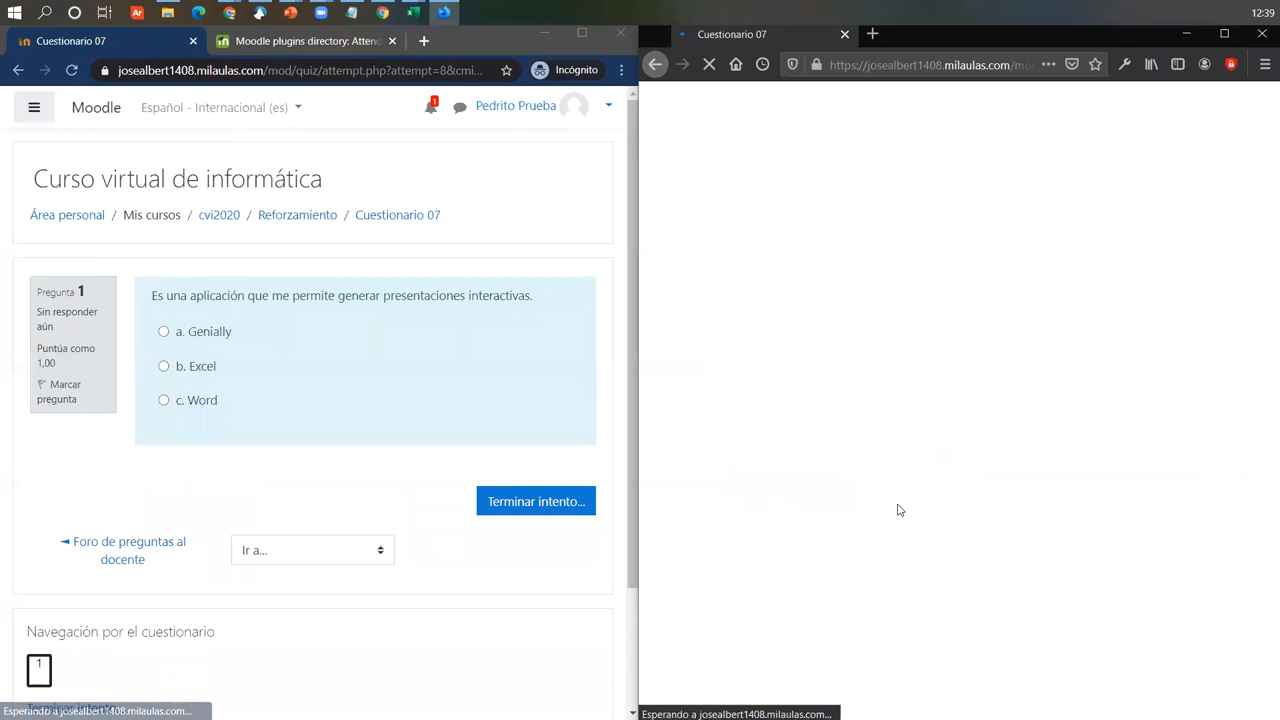 12:39
Cuestionario 07
Moodle plugins directory: Attend
josealbert1408.milaulas.com/mod/quiz/attempt.php?attempt=8&cmi...
Incógnito
Moodle
Español - Internacional (es)
1
Pedrito Prueba
Curso virtual de informática
Área personal / Mis cursos / cvi2020 / Reforzamiento / Cuestionario 07
Pregunta 1
Sin responder
aún
Puntúa como
1,00
Marcar
pregunta
Es una aplicación que me permite generar presentaciones interactivas.
a. Genially
b. Excel
c. Word
Terminar intento...
◄ Foro de preguntas al
docente
Ir a...
Navegación por el cuestionario
1
Terminar intento...
Esperando a josealbert1408.milaulas.com...
Cuestionario 07
https://josealbert1408.milaulas.com/mo
Esperando a josealbert1408.milaulas.com...